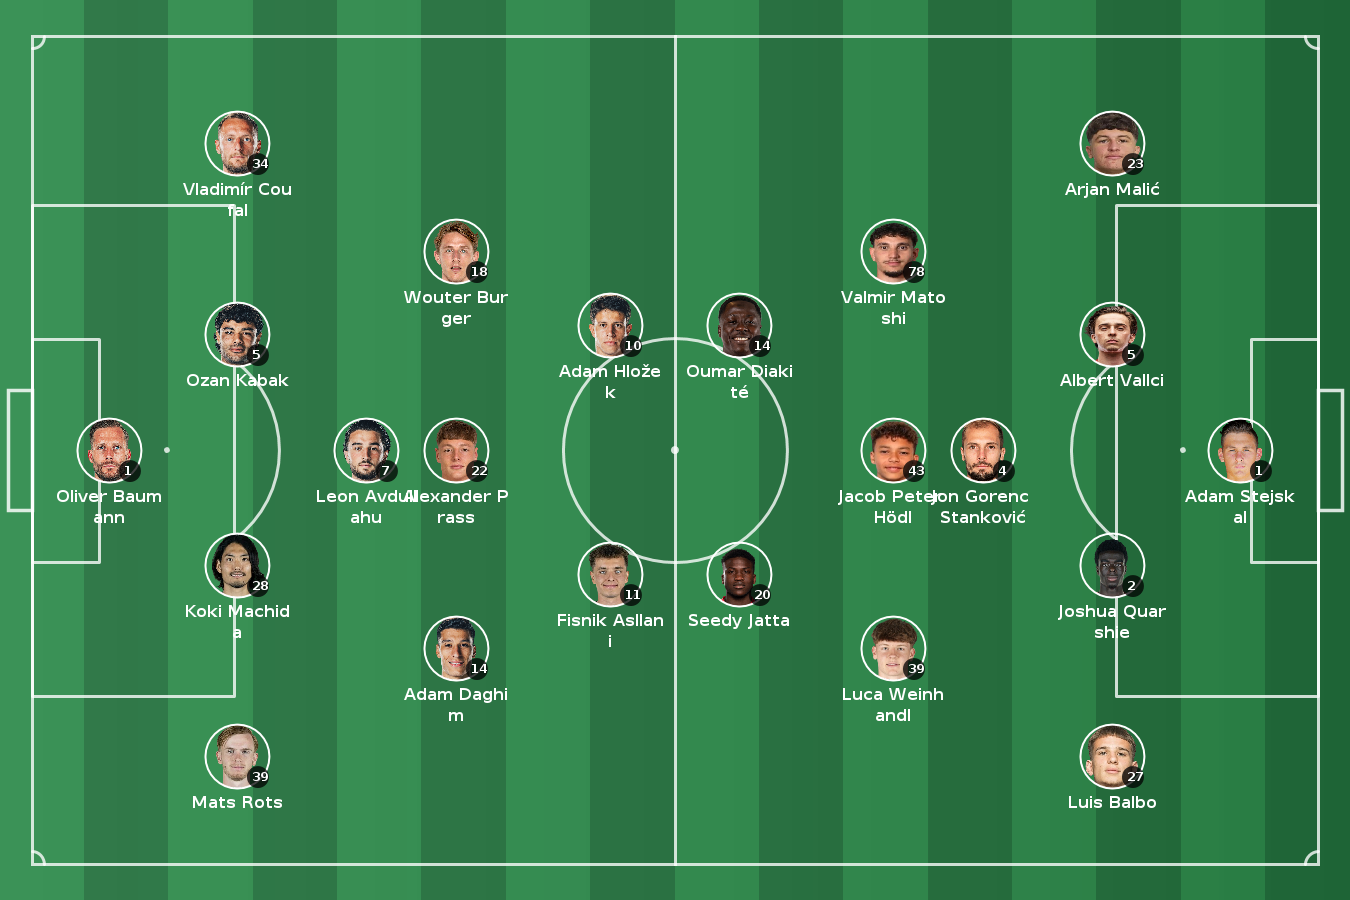 34
Vladimír Cou
fal
23
Arjan Malić
18
Wouter Bur
ger
78
Valmir Mato
shi
5
Ozan Kabak
10
Adam Hlože
k
14
Oumar Diaki
té
5
Albert Vallci
1
Oliver Baum
ann
7
Leon Avdull
ahu
22
Alexander P
rass
43
Jacob Peter
Hödl
4
Jon Gorenc
Stanković
1
Adam Stejsk
al
28
Koki Machid
a
11
Fisnik Asllan
i
20
Seedy Jatta
2
Joshua Quar
shie
14
Adam Daghi
m
39
Luca Weinh
andl
39
Mats Rots
27
Luis Balbo